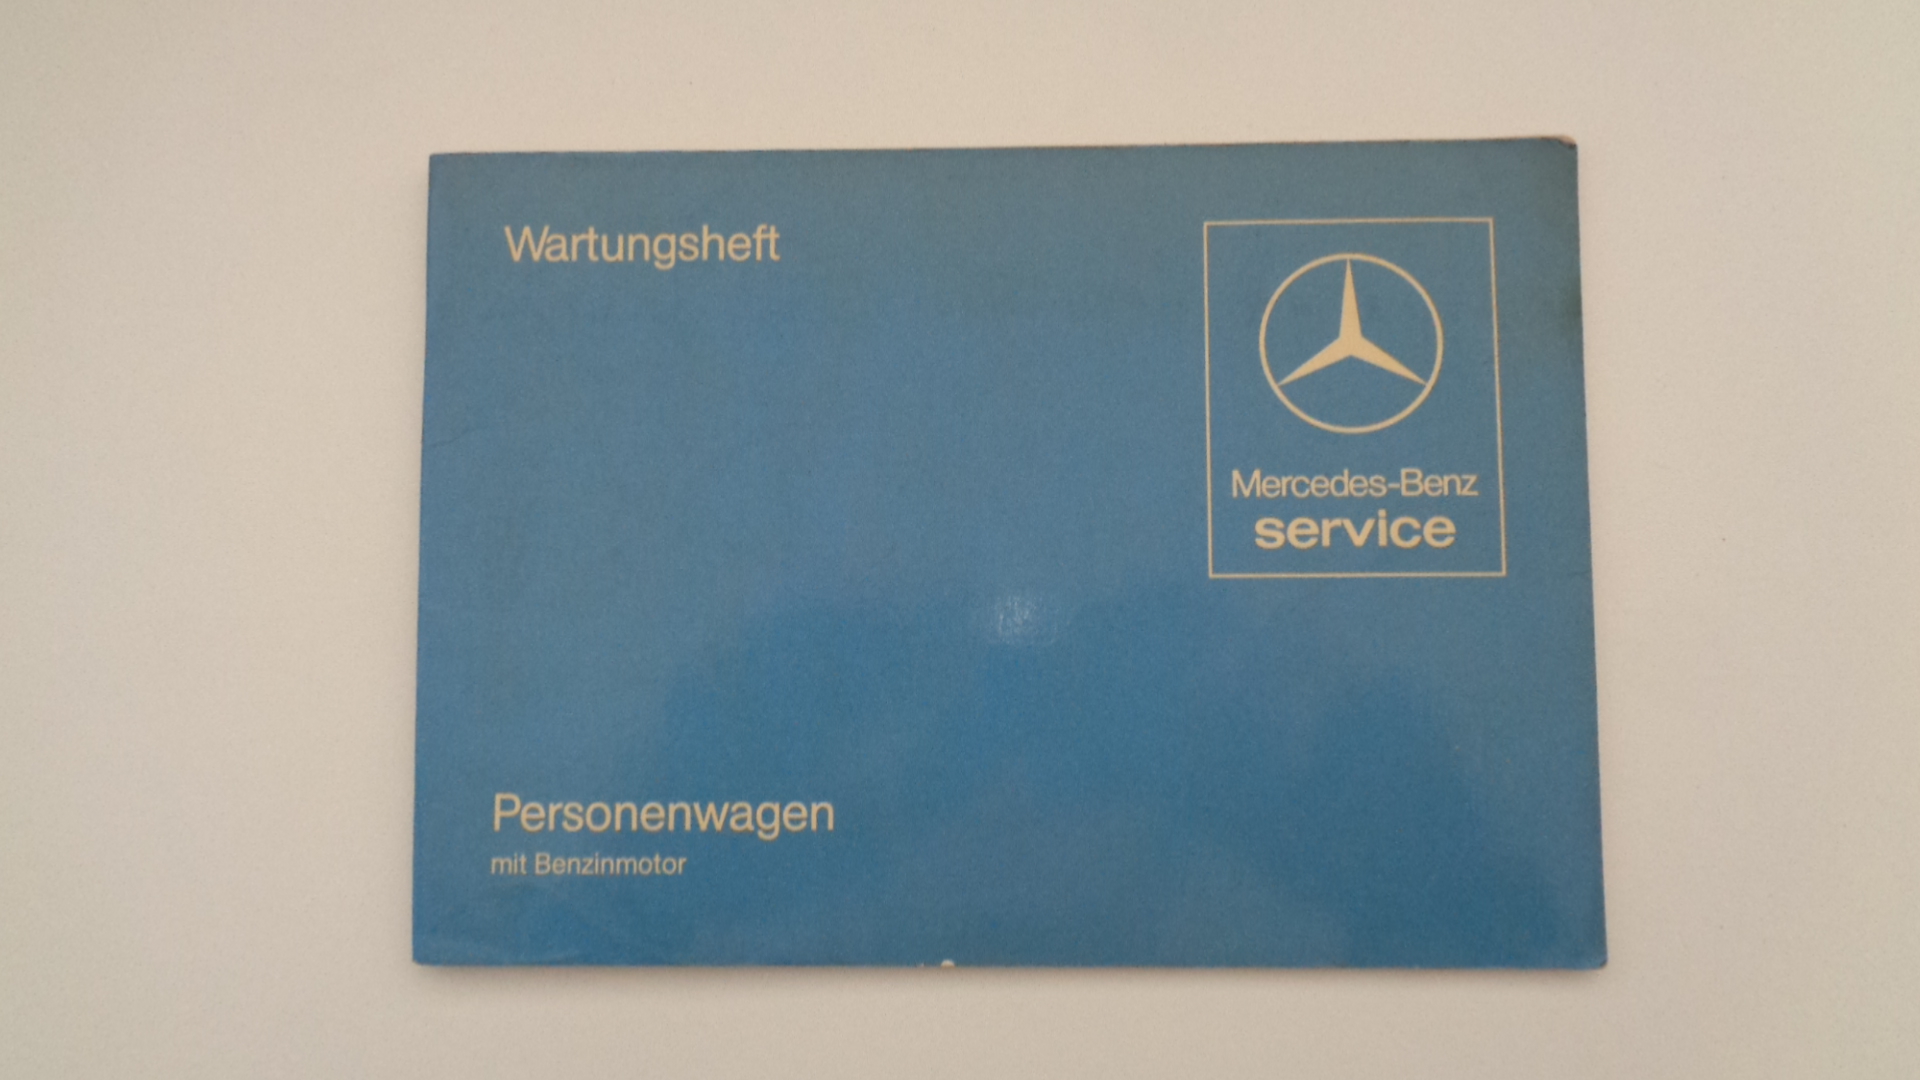 Wartungsheft
Mercedes-Benz
service
Personenwagen
mit Benzinmotor